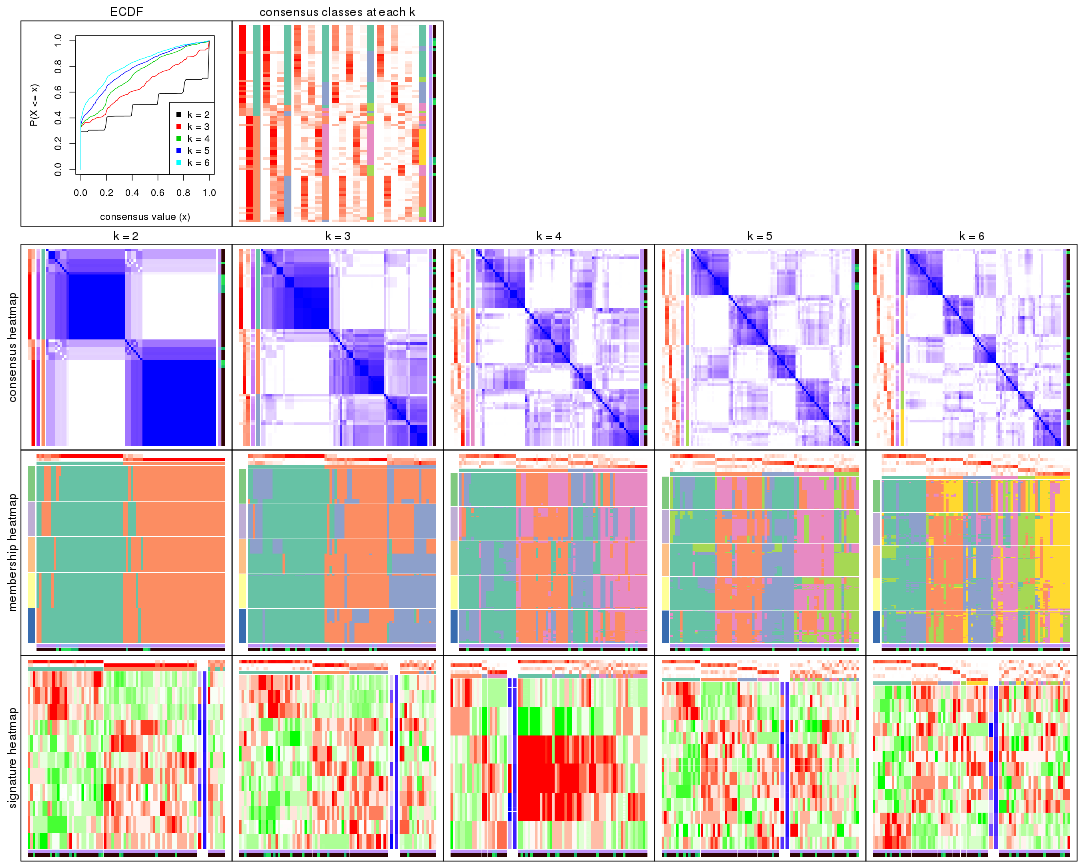 ECDF
consensus classes at each k
P(X <= x)
0.0 0.2 0.4 0.6 0.8 1.0
k = 2
k = 3
k = 4
k = 5
k = 6
0.0 0.2 0.4 0.6 0.8 1.0
consensus value (x)
k = 2 k = 3 k = 4 k = 5 k = 6
consensus heatmap
membership heatmap
signature heatmap